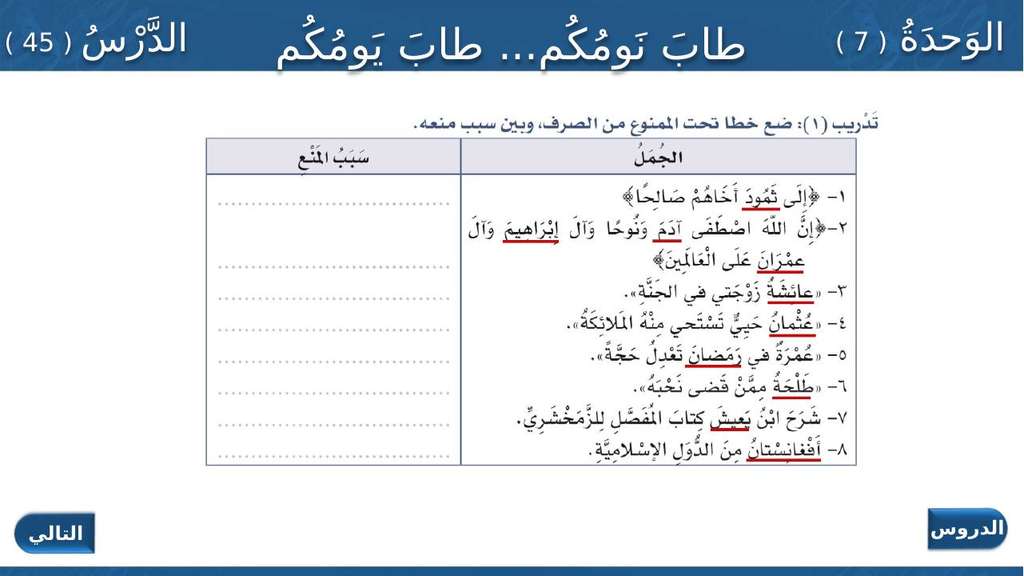 الوَحدَةُ ( 7 )
طابَ نَومُكُم... طابَ يَومُكُم
الدَّرْسُ ( 45 )
تَدْريب (١): ضع خطا تحت الممنوع من الصرف، وبين سبب منعه.
الجُمَلُ
سَبَبُ المَنْعِ
١- ﴿إِلَى ثَمُودَ أَخَاهُمْ صَالِحًا﴾
٢-﴿إِنَّ اللَّهَ اصْطَفَى آدَمَ وَنُوحًا وَآلَ إِبْرَاهِيمَ وَآلَ
عِمْرَانَ عَلَى الْعَالَمِينَ﴾
٣- «عائِشَةُ زَوْجَتي في الجَنَّةِ».
٤- «عُثْمانُ حَيِيٌّ تَسْتَحي مِنْهُ المَلائِكَةُ».
٥- «عُمْرَةٌ في رَمَضانَ تَعْدِلُ حَجَّةً».
٦- «طَلْحَةُ مِمَّنْ قَضى نَحْبَهُ».
٧- شَرَحَ ابْنُ يَعيشَ كِتابَ المُفَصَّلِ لِلزَّمَخْشَرِيِّ.
٨- أَفْغانِسْتانُ مِنَ الدُّوَلِ الإِسْلامِيَّةِ.
الدروس
التالي